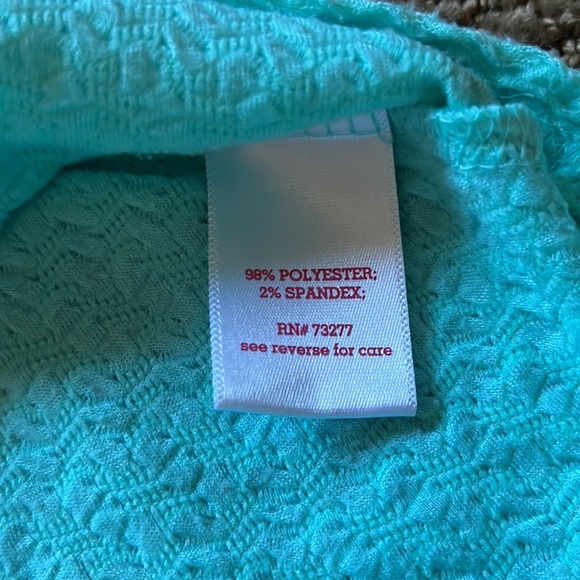 98% POLYESTER;
2% SPANDEX;
RN# 73277
see reverse for care